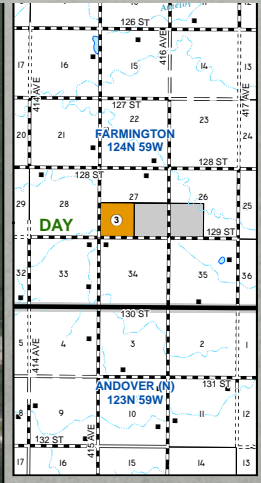 126 ST
416 AVE
17
16
15
14
414 AVE
417 AVE
127 ST
20
21
22
23
24
FARMINGTON
124N 59W
128 ST
128 ST
29
28
27
26
25
3
DAY
129 ST
32
33
34
35
36
130 ST
5
4
3
2
1
414 AVE
ANDOVER (N)
123N 59W
131 ST
8
9
10
11
12
415 AVE
132 ST
17
16
15
14
13